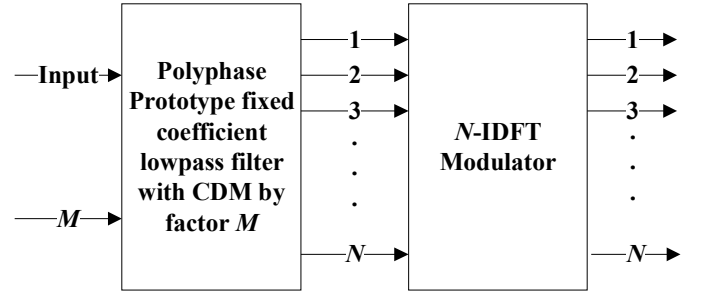 Input
M
Polyphase
Prototype fixed
coefficient
lowpass filter
with CDM by
factor M
1
2
3
.
.
.
N
N-IDFT
Modulator
1
2
3
.
.
.
N